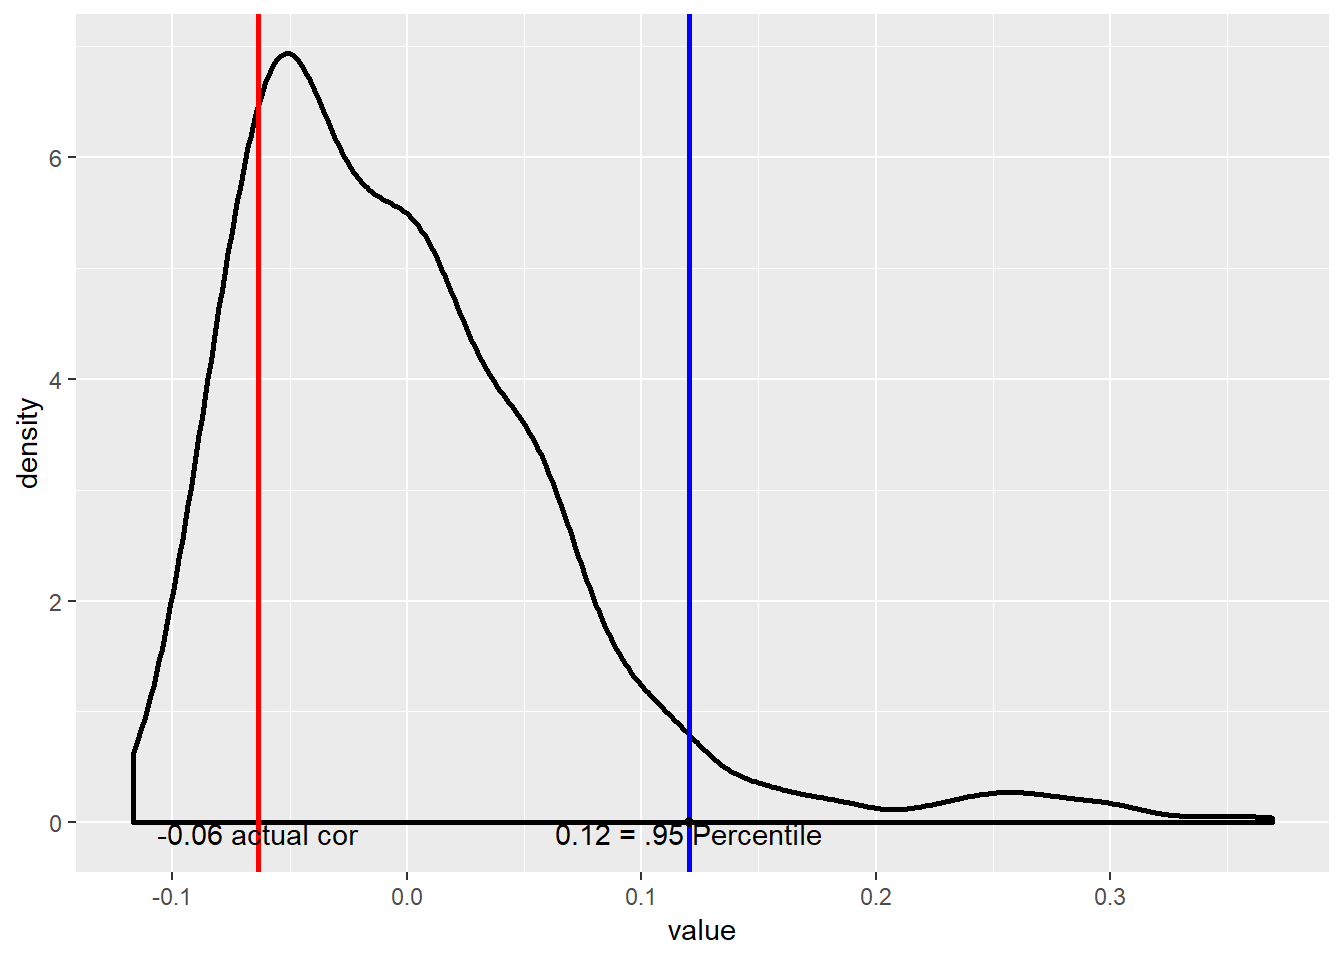 6
4
2
0
density
-0.06 actual cor
0.12 = .95 Percentile
-0.1
0.0
0.1
0.2
0.3
value